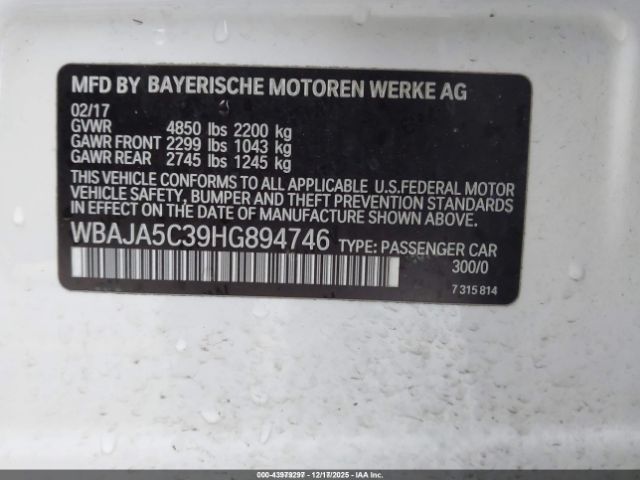 MFD BY BAYERISCHE MOTOREN WERKE AG
02/17
GVWR 4850 lbs 2200 kg
GAWR FRONT 2299 lbs 1043 kg
GAWR REAR 2745 lbs 1245 kg
THIS VEHICLE CONFORMS TO ALL APPLICABLE U.S.FEDERAL MOTOR
VEHICLE SAFETY, BUMPER AND THEFT PREVENTION STANDARDS
IN EFFECT ON THE DATE OF MANUFACTURE SHOWN ABOVE.
WBAJA5C39HG894746 TYPE: PASSENGER CAR
300/0
7 315 814
000-43979297 - 12/17/2025 - IAA Inc.